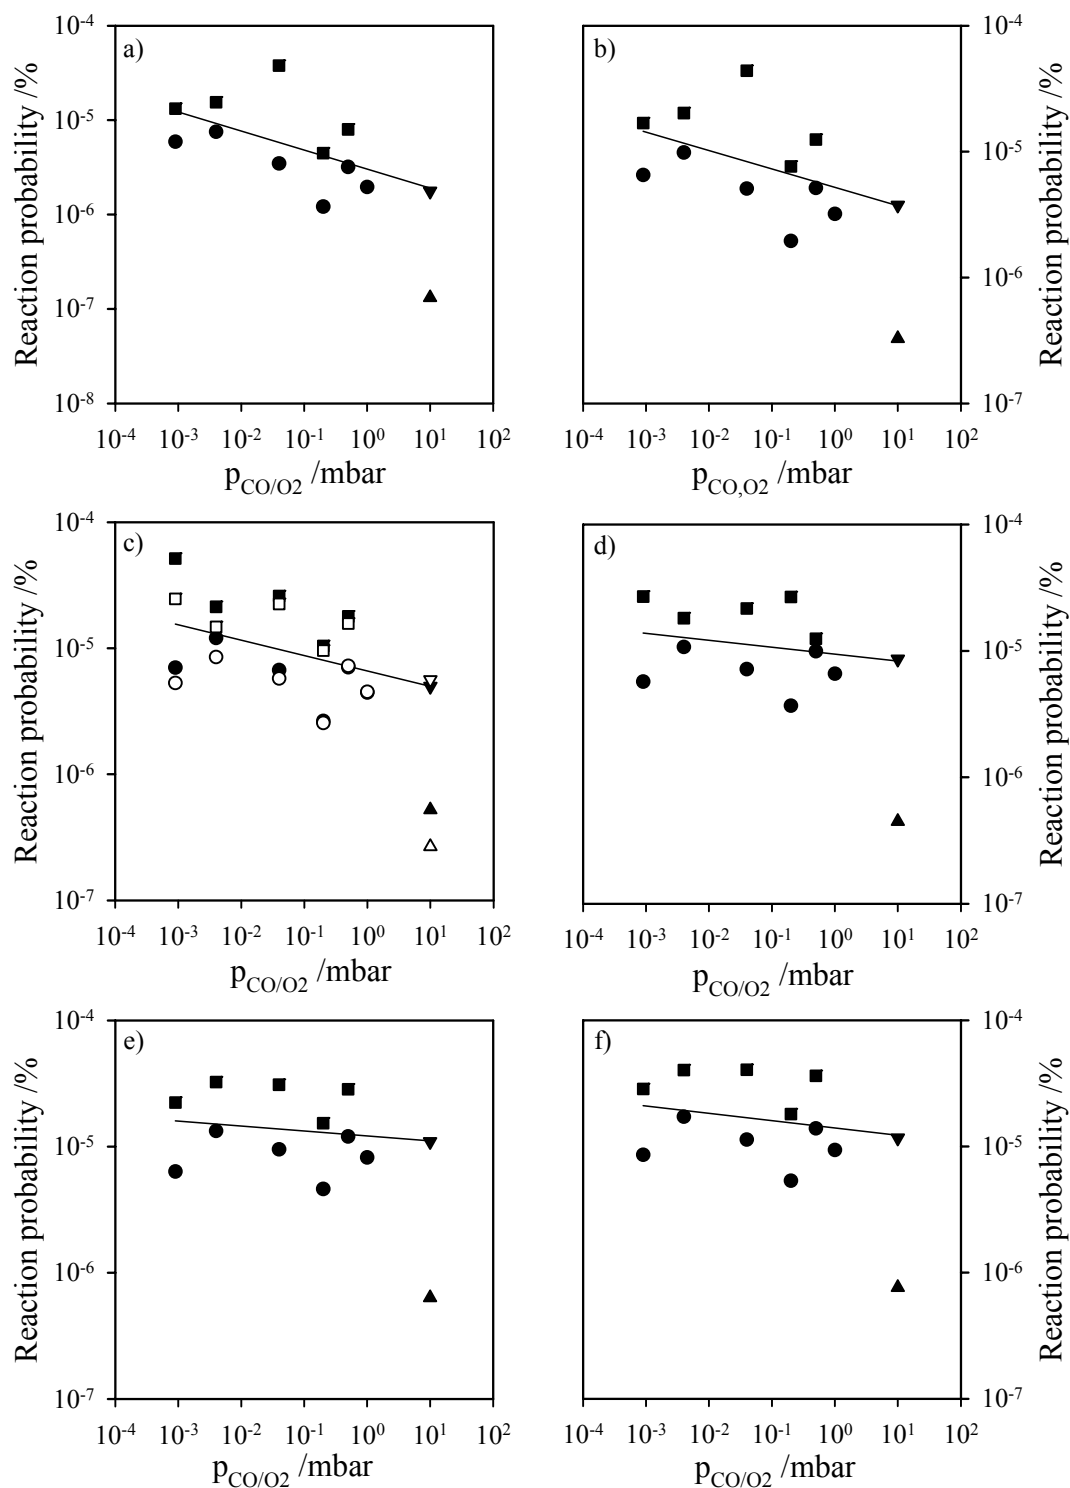 a)
Reaction probability /%
10⁻⁴
10⁻⁵
10⁻⁶
10⁻⁷
10⁻⁸
10⁻⁴ 10⁻³ 10⁻² 10⁻¹ 10⁰ 10¹ 10²
p_CO/O2 /mbar
b)
10⁻⁴
10⁻⁵
10⁻⁶
10⁻⁷
Reaction probability /%
10⁻⁴ 10⁻³ 10⁻² 10⁻¹ 10⁰ 10¹ 10²
p_CO,O2 /mbar
c)
Reaction probability /%
10⁻⁴
10⁻⁵
10⁻⁶
10⁻⁷
10⁻⁴ 10⁻³ 10⁻² 10⁻¹ 10⁰ 10¹ 10²
p_CO/O2 /mbar
d)
10⁻⁴
10⁻⁵
10⁻⁶
10⁻⁷
Reaction probability /%
10⁻⁴ 10⁻³ 10⁻² 10⁻¹ 10⁰ 10¹ 10²
p_CO/O2 /mbar
e)
Reaction probability /%
10⁻⁴
10⁻⁵
10⁻⁶
10⁻⁷
10⁻⁴ 10⁻³ 10⁻² 10⁻¹ 10⁰ 10¹ 10²
p_CO/O2 /mbar
f)
10⁻⁴
10⁻⁵
10⁻⁶
10⁻⁷
Reaction probability /%
10⁻⁴ 10⁻³ 10⁻² 10⁻¹ 10⁰ 10¹ 10²
p_CO/O2 /mbar